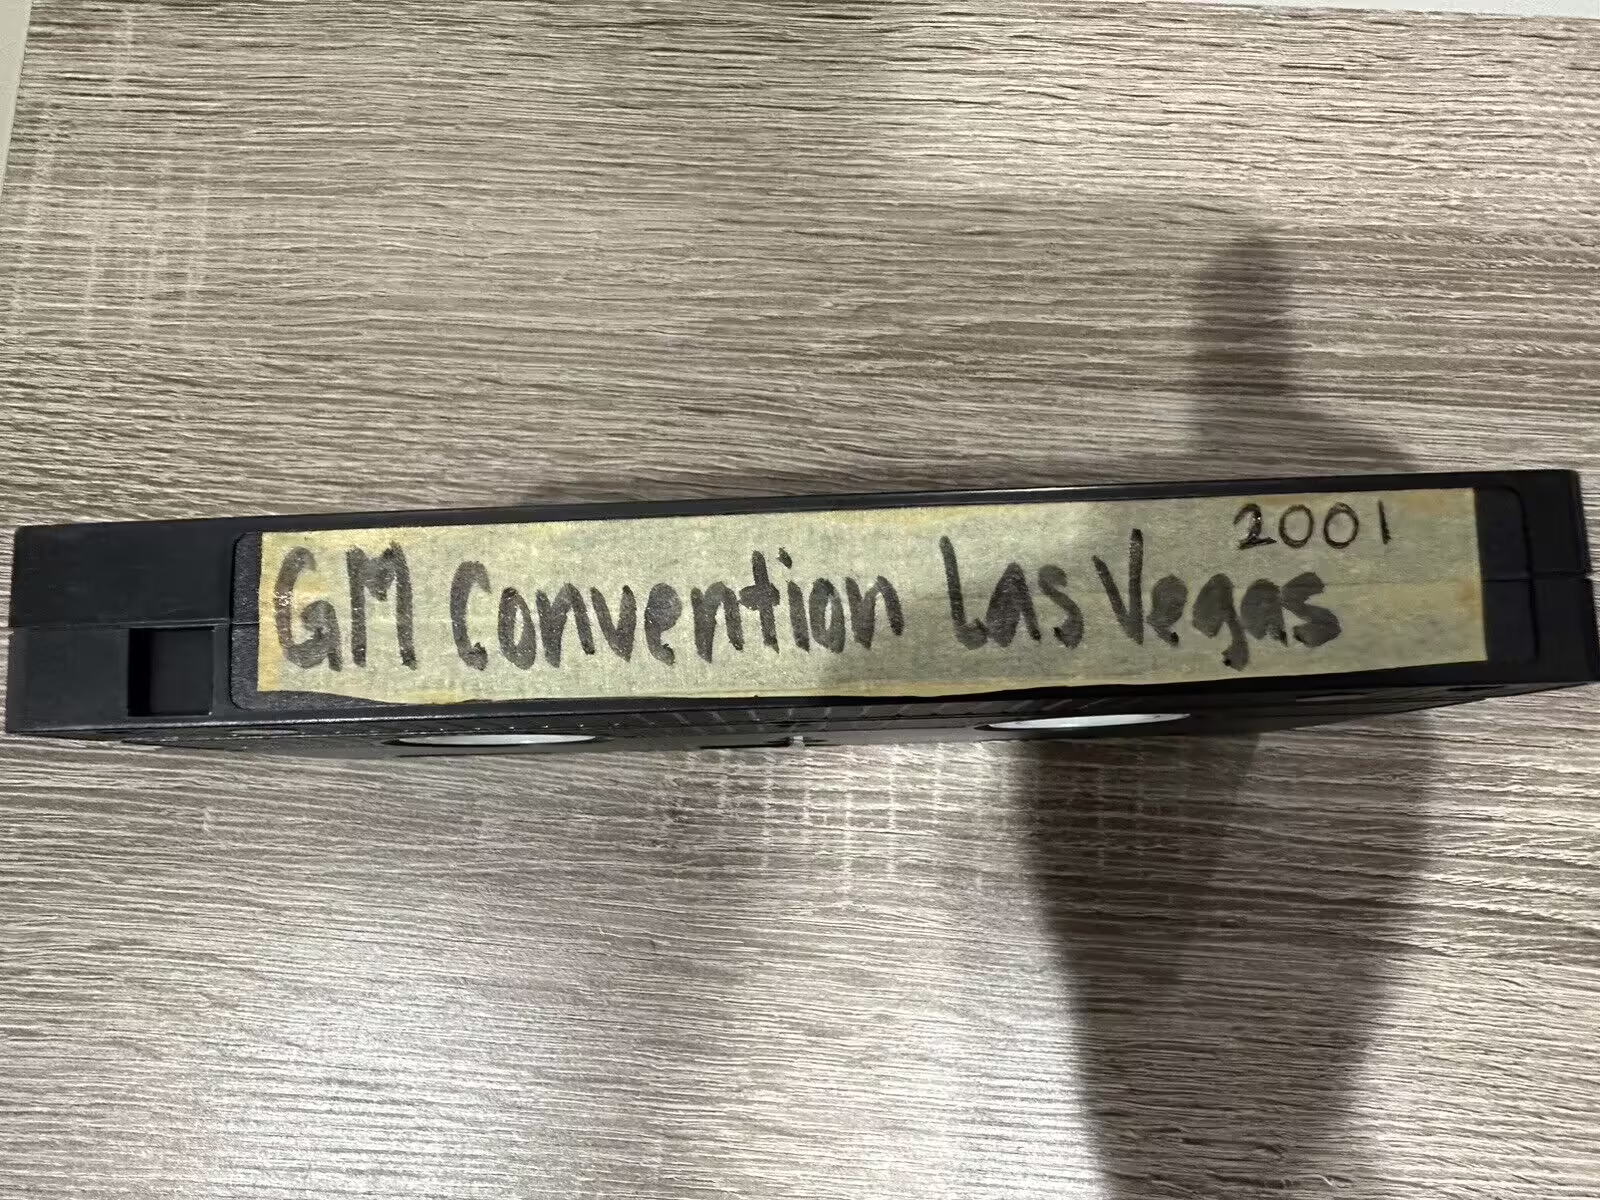 2001
GM Convention Las Vegas